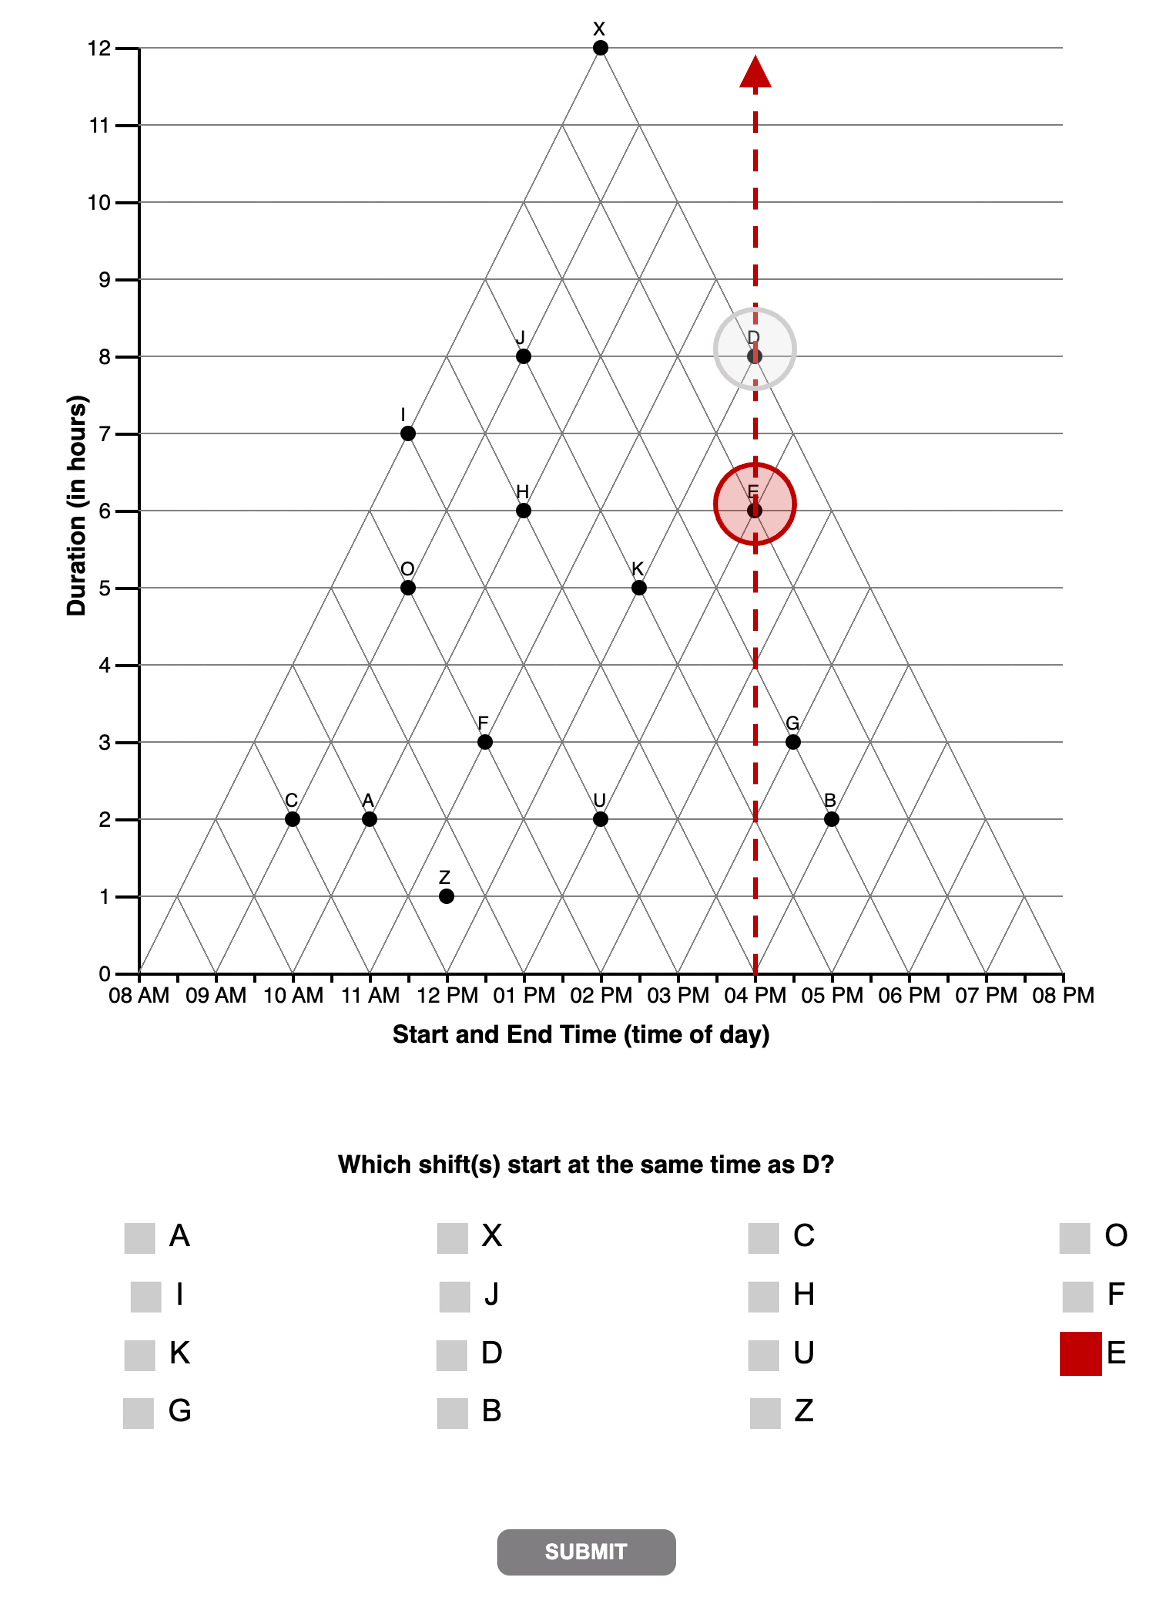 X
12
11
10
9
J
D
8
I
7
H
E
6
O
K
5
4
F
G
3
C
A
U
B
2
Z
1
0
Duration (in hours)
08 AM 09 AM 10 AM 11 AM 12 PM 01 PM 02 PM 03 PM 04 PM 05 PM 06 PM 07 PM 08 PM
Start and End Time (time of day)
Which shift(s) start at the same time as D?
A X C O
I J H F
K D U E
G B Z
SUBMIT